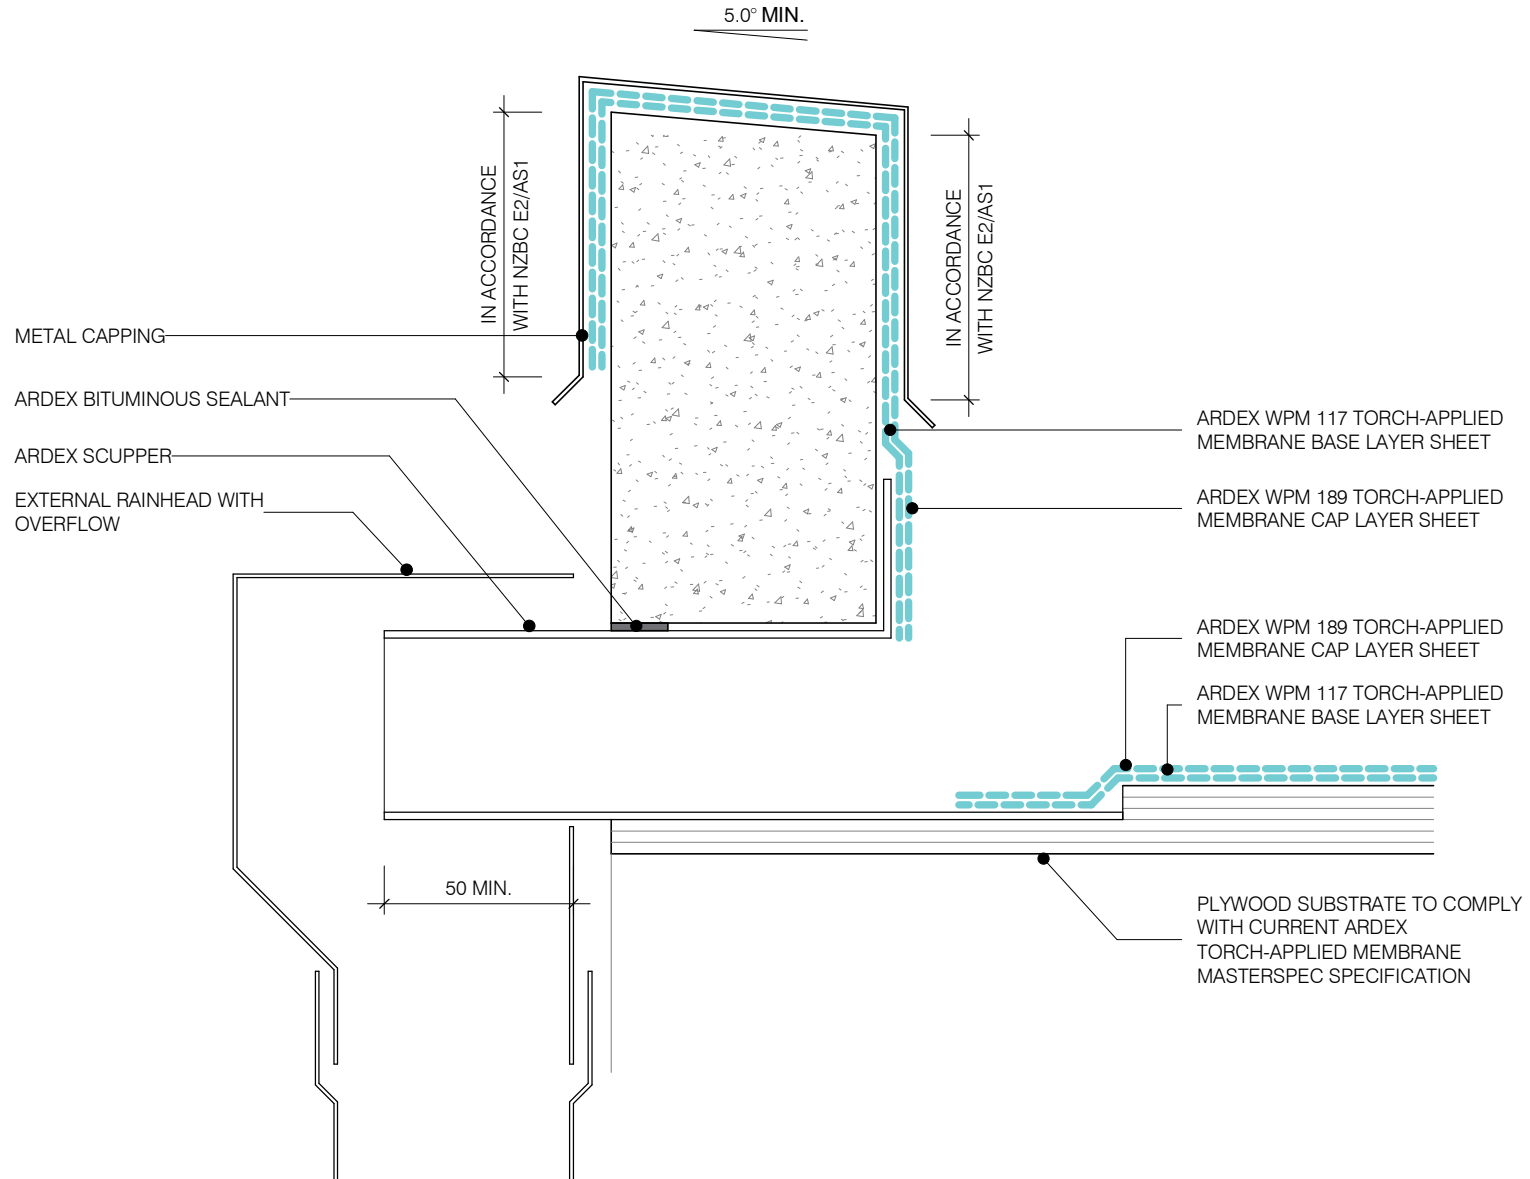 5.0° MIN.
IN ACCORDANCE
WITH NZBC E2/AS1
IN ACCORDANCE
WITH NZBC E2/AS1
METAL CAPPING
ARDEX BITUMINOUS SEALANT
ARDEX SCUPPER
EXTERNAL RAINHEAD WITH
OVERFLOW
ARDEX WPM 117 TORCH-APPLIED
MEMBRANE BASE LAYER SHEET
ARDEX WPM 189 TORCH-APPLIED
MEMBRANE CAP LAYER SHEET
ARDEX WPM 189 TORCH-APPLIED
MEMBRANE CAP LAYER SHEET
ARDEX WPM 117 TORCH-APPLIED
MEMBRANE BASE LAYER SHEET
50 MIN.
PLYWOOD SUBSTRATE TO COMPLY
WITH CURRENT ARDEX
TORCH-APPLIED MEMBRANE
MASTERSPEC SPECIFICATION